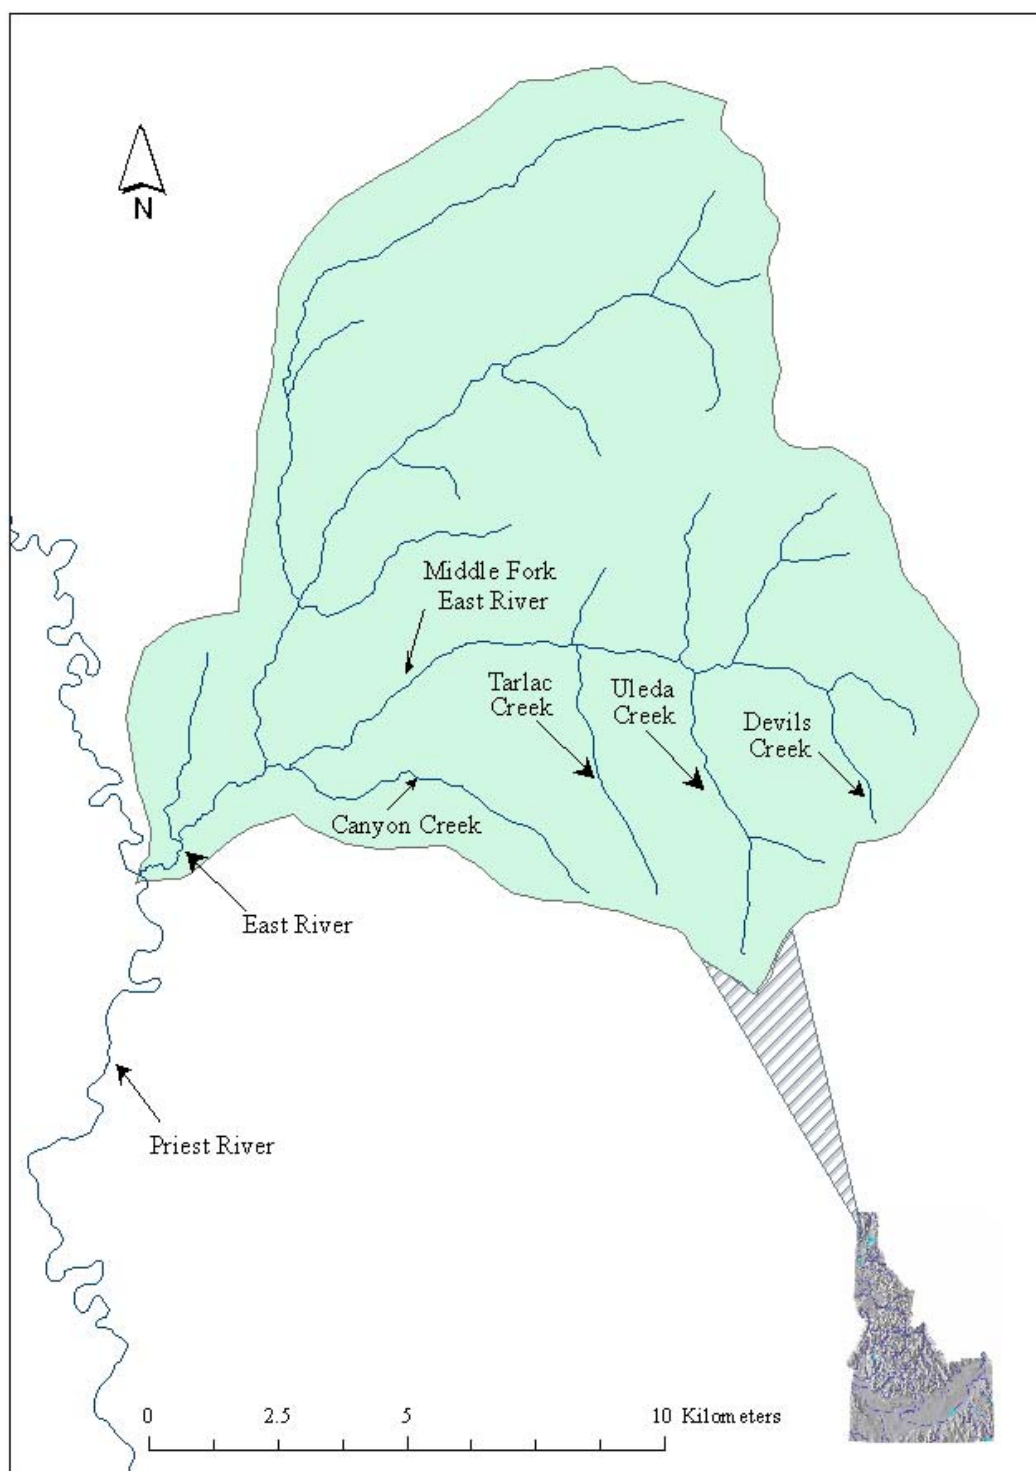 N
Middle Fork
East River
Tarlac
Creek
Uleda
Creek
Devils
Creek
Canyon Creek
East River
Priest River
0 2.5 5 10 Kilometers